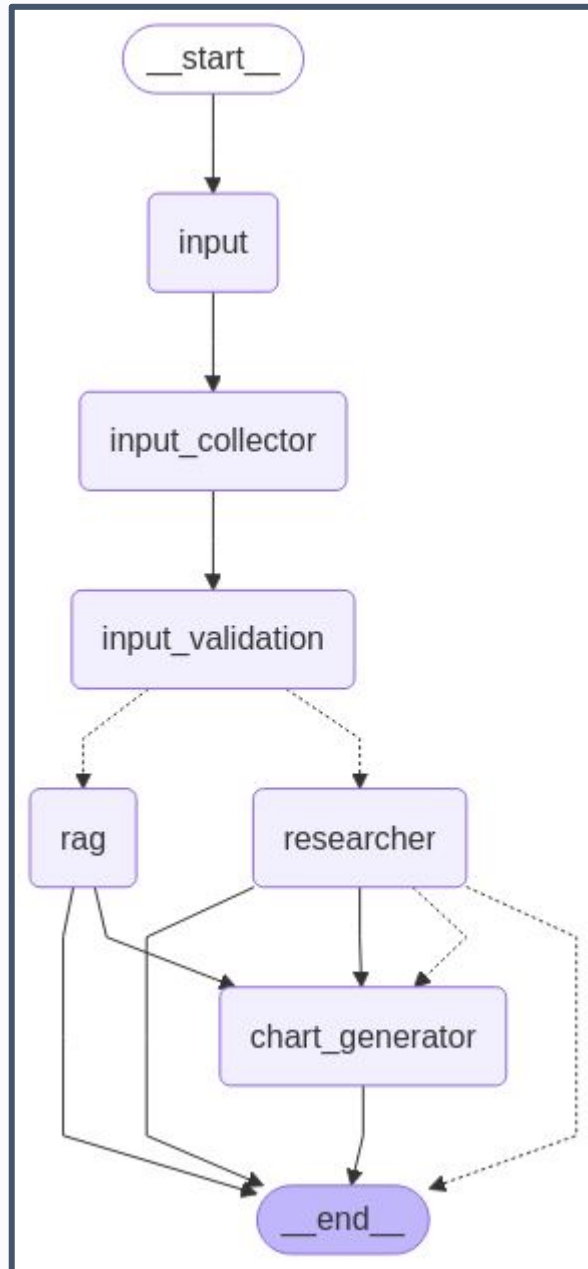 __start__
input
input_collector
input_validation
rag
researcher
chart_generator
__end__